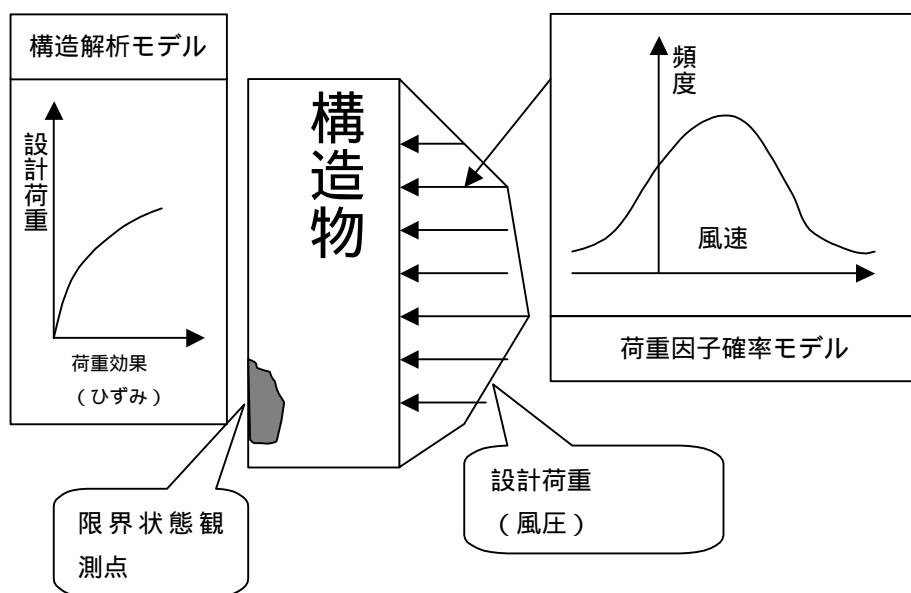 構造解析モデル
設計荷重
荷重効果
(ひずみ)
構造物
頻度
風速
荷重因子確率モデル
設計荷重
(風圧)
限界状態観
測点